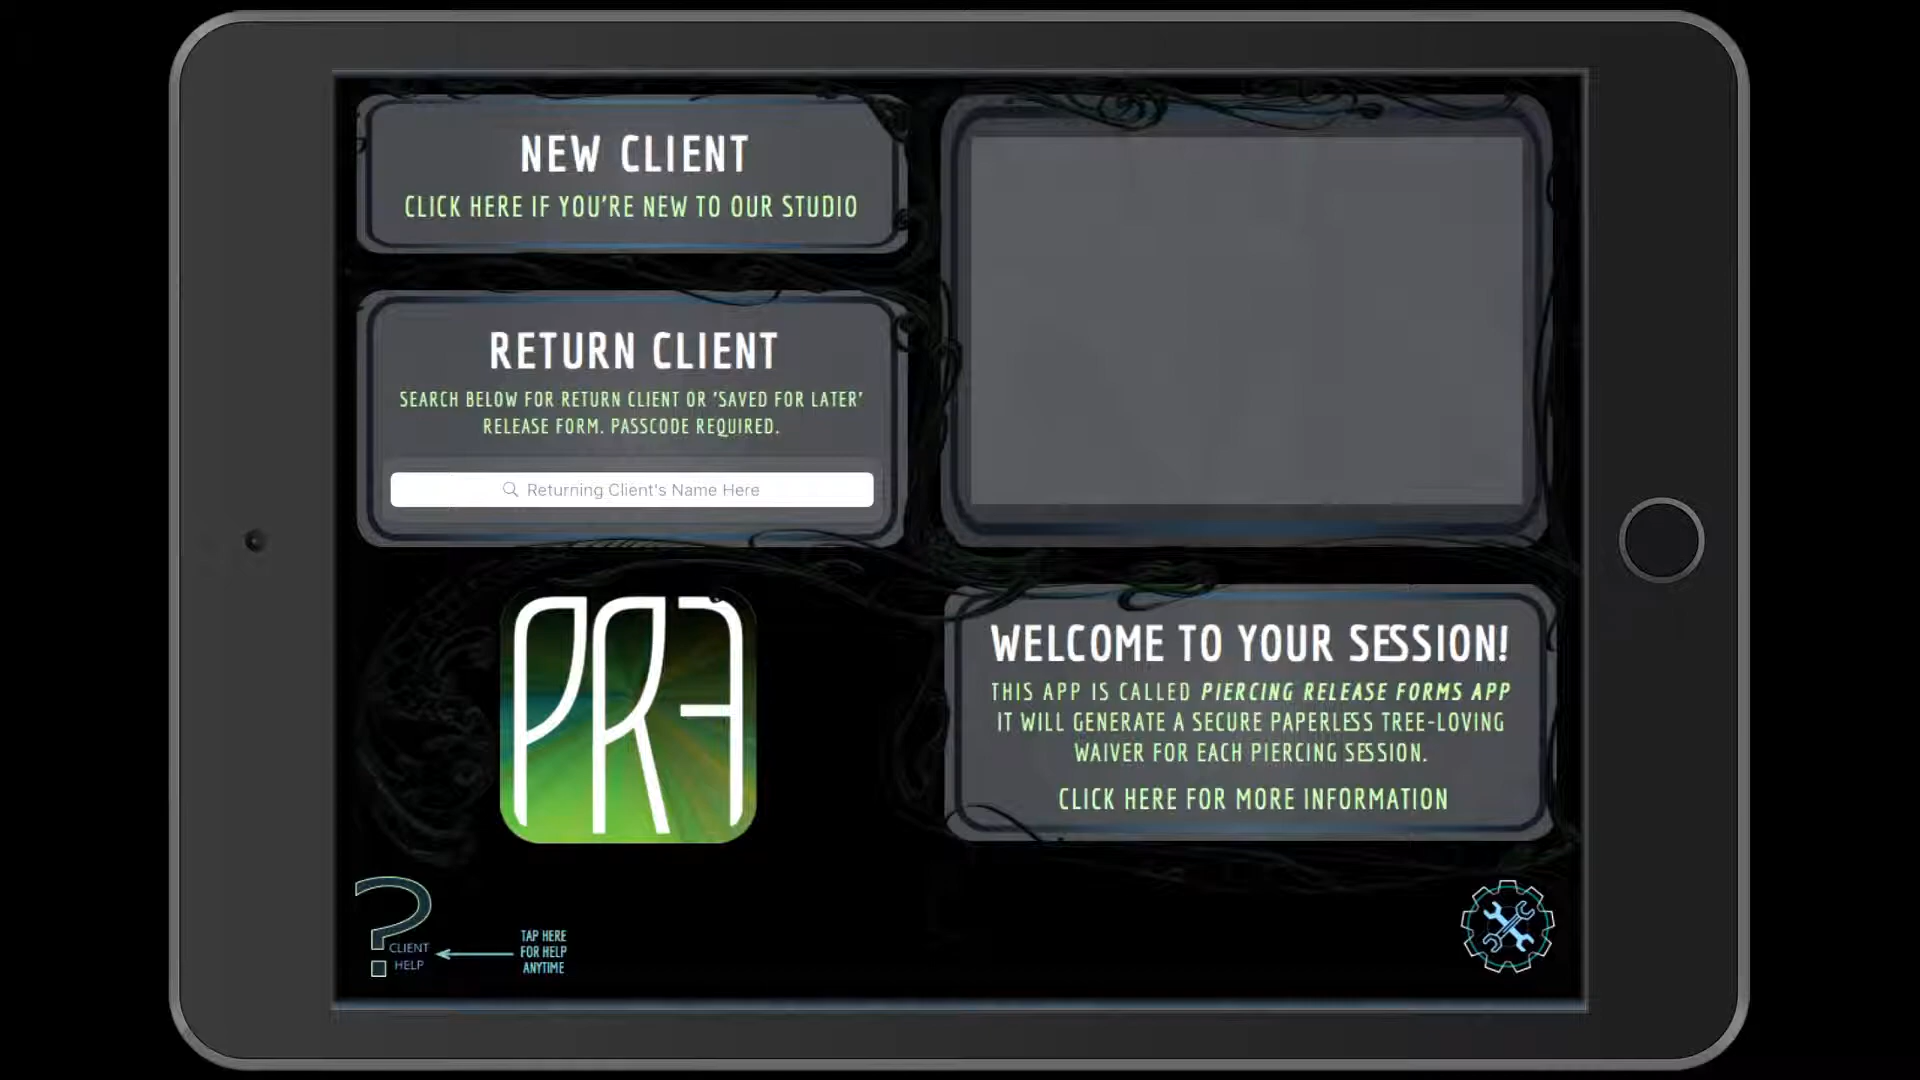 NEW CLIENT
CLICK HERE IF YOU'RE NEW TO OUR STUDIO
RETURN CLIENT
SEARCH BELOW FOR RETURN CLIENT OR 'SAVED FOR LATER'
RELEASE FORM. PASSCODE REQUIRED.
Returning Client's Name Here
PRF
WELCOME TO YOUR SESSION!
THIS APP IS CALLED PIERCING RELEASE FORMS APP
IT WILL GENERATE A SECURE PAPERLESS TREE-LOVING
WAIVER FOR EACH PIERCING SESSION.
CLICK HERE FOR MORE INFORMATION
CLIENT
HELP
TAP HERE
FOR HELP
ANYTIME